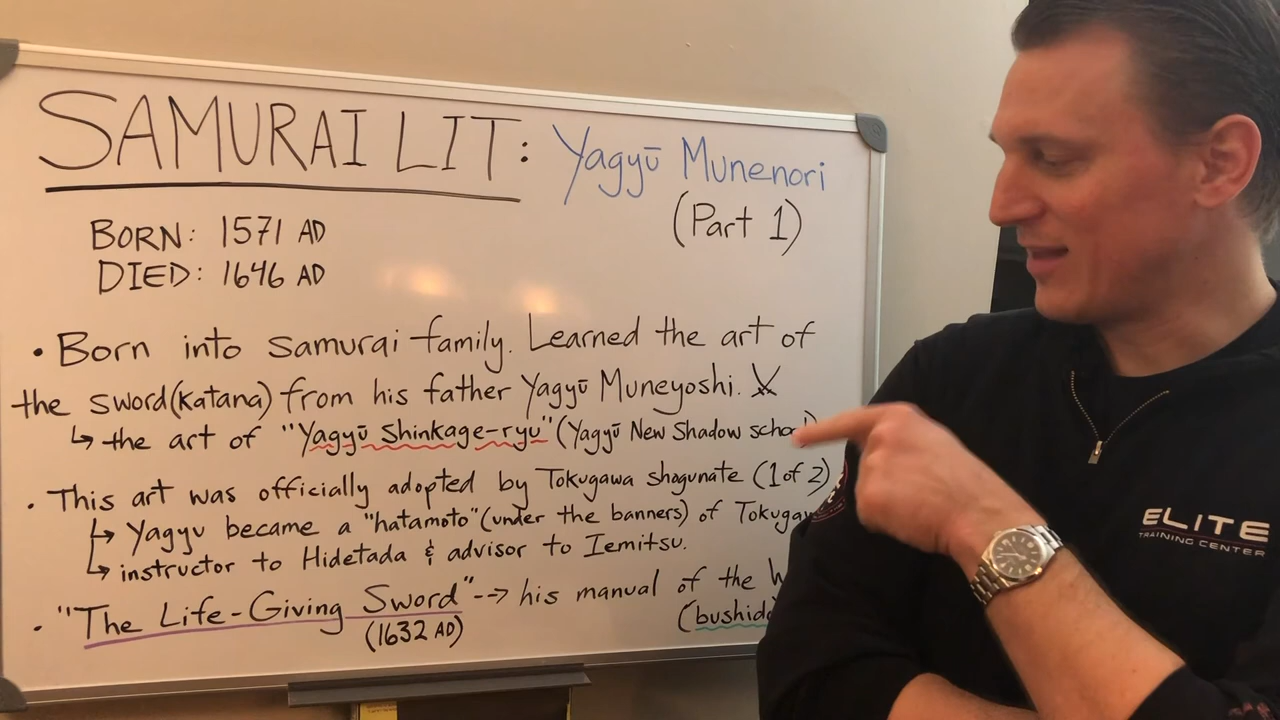 SAMURAI LIT: Yagyū Munenori
(Part 1)
BORN: 1571 AD
DIED: 1646 AD
• Born into samurai family. Learned the art of
the sword(katana) from his father Yagyū Muneyoshi.
↳ the art of "Yagyū Shinkage-ryu" (Yagyū New Shadow school)
• This art was officially adopted by Tokugawa shogunate (1 of 2)
↳ Yagyu became a "hatamoto" (under the banners) of
↳ instructor to Hidetada & advisor to Iemitsu.
• "The Life-Giving Sword" --> his manual of the
(1632 AD)
ELITE
TRAINING CENTER